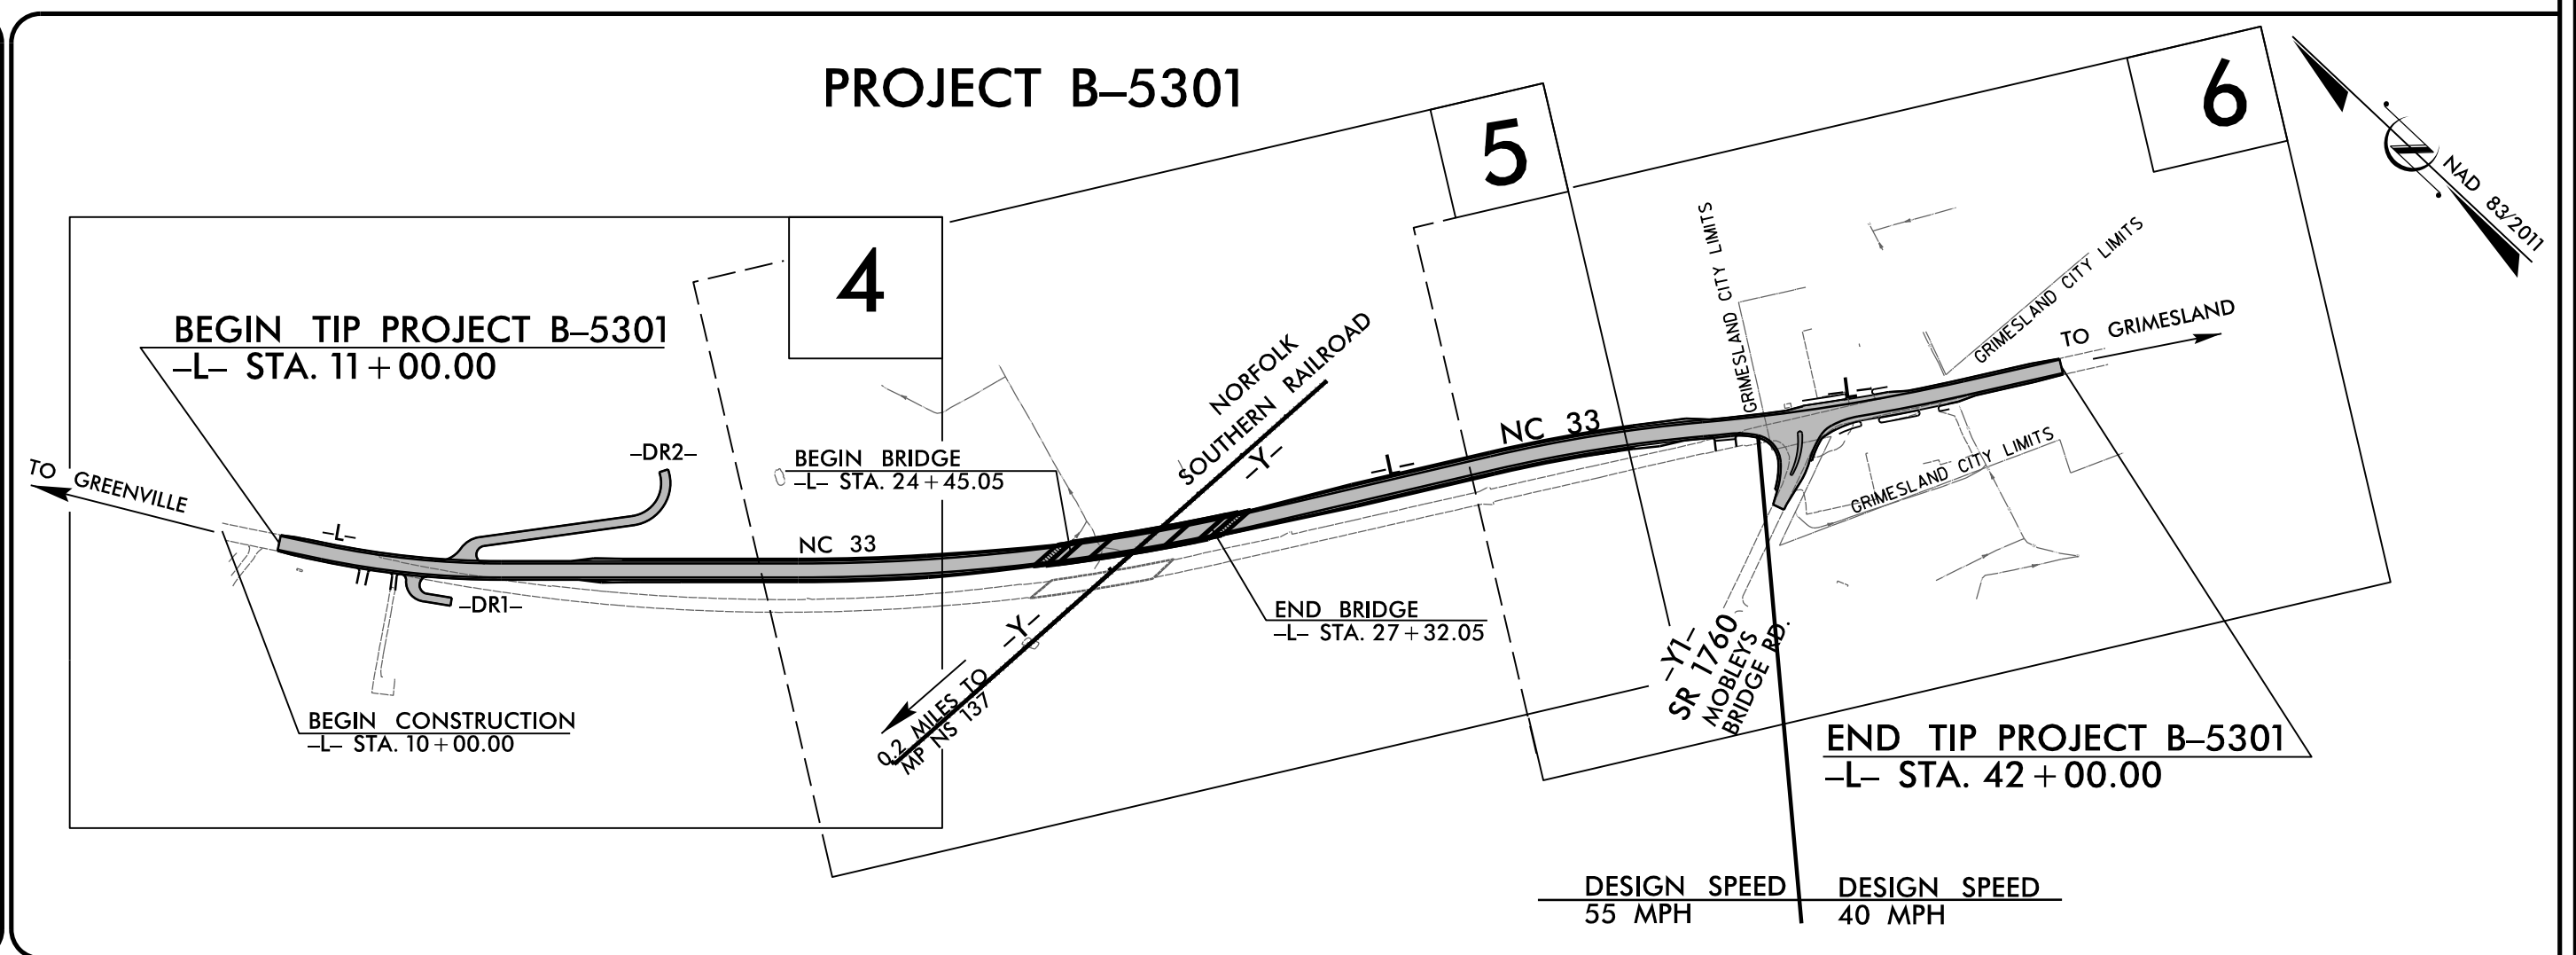 PROJECT B–5301
4
5
6
NAD 83/2011
BEGIN TIP PROJECT B–5301
–L– STA. 11+00.00
TO GREENVILLE
–L–
–DR2–
–DR1–
BEGIN CONSTRUCTION
–L– STA. 10+00.00
NC 33
BEGIN BRIDGE
–L– STA. 24+45.05
NORFOLK
SOUTHERN RAILROAD
–Y–
–Y–
0.2 MILES TO
MP NS 137
END BRIDGE
–L– STA. 27+32.05
–L–
NC 33
GRIMESLAND CITY LIMITS
GRIMESLAND CITY LIMITS
GRIMESLAND CITY LIMITS
–L–
TO GRIMESLAND
–Y1–
SR 1760
MOBLEYS
BRIDGE RD.
END TIP PROJECT B–5301
–L– STA. 42+00.00
DESIGN SPEED
55 MPH
DESIGN SPEED
40 MPH